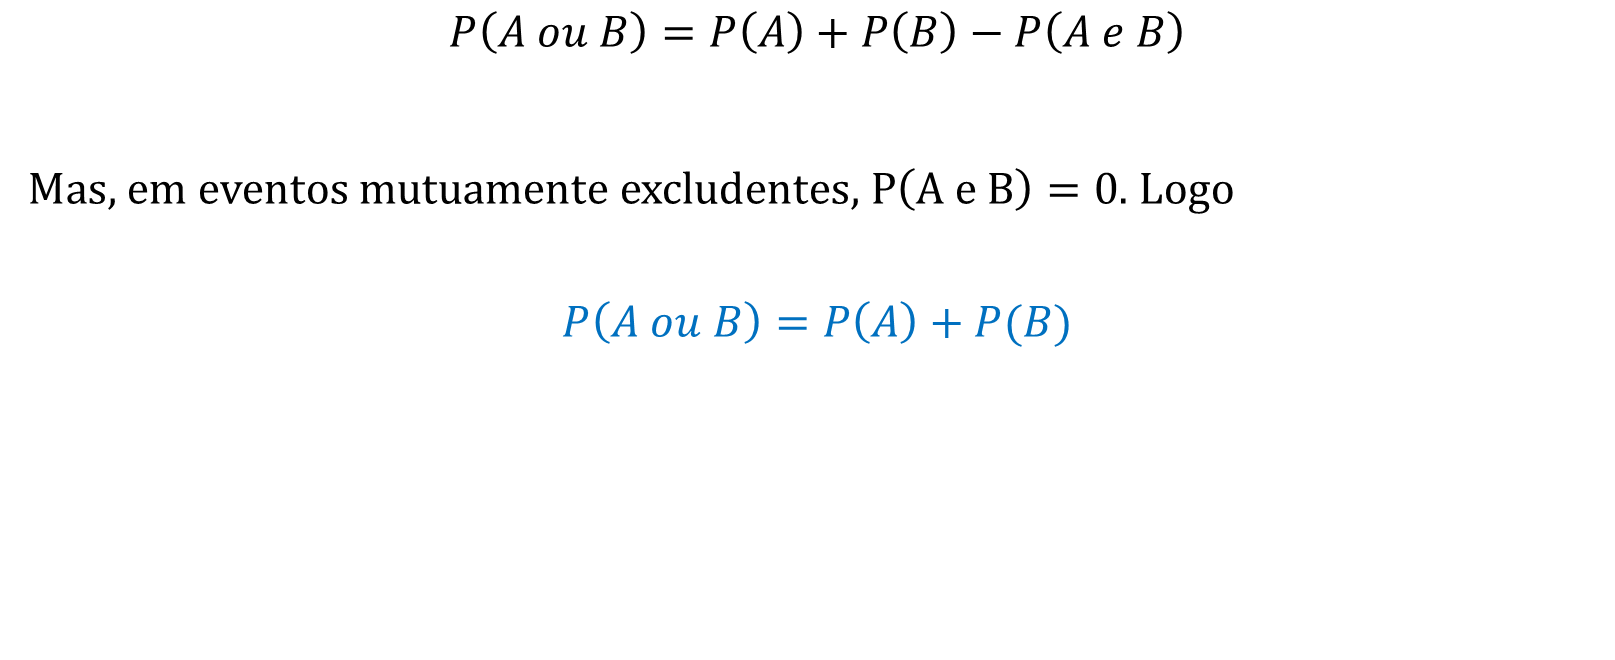 P(A ou B) = P(A) + P(B) − P(A e B)
Mas, em eventos mutuamente excludentes, P(A e B) = 0. Logo
P(A ou B) = P(A) + P(B)